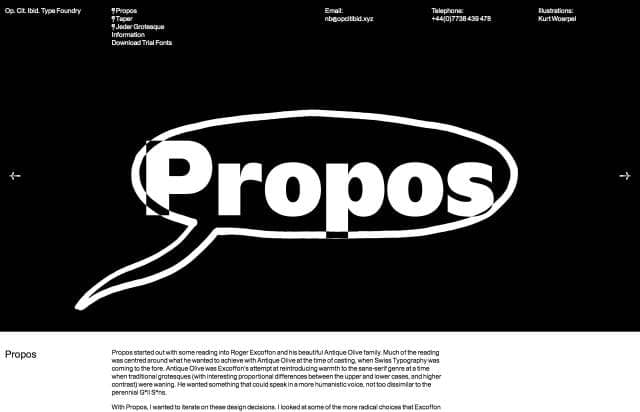 Op. Cit. Ibid. Type Foundry
Propos
Taper
Jeder Grotesque
Information
Download Trial Fonts
Email:
nb@opcitibid.xyz
Telephone:
+44(0)7738 439 478
Illustrations:
Kurt Woerpel
Propos
Propos
Propos started out with some reading into Roger Excoffon and his beautiful Antique Olive family. Much of the reading
was centred around what he wanted to achieve with Antique Olive at the time of casting, when Swiss Typography was
coming to the fore. Antique Olive was Excoffon's attempt at reintroducing warmth to the sans-serif genre at a time
when traditional grotesques (with interesting proportional differences between the upper and lower cases, and higher
contrast) were waning. He wanted something that could speak in a more humanistic voice, not too dissimilar to the
perennial G*ll S*ns.
With Propos, I wanted to iterate on these design decisions. I looked at some of the more radical choices that Excoffon